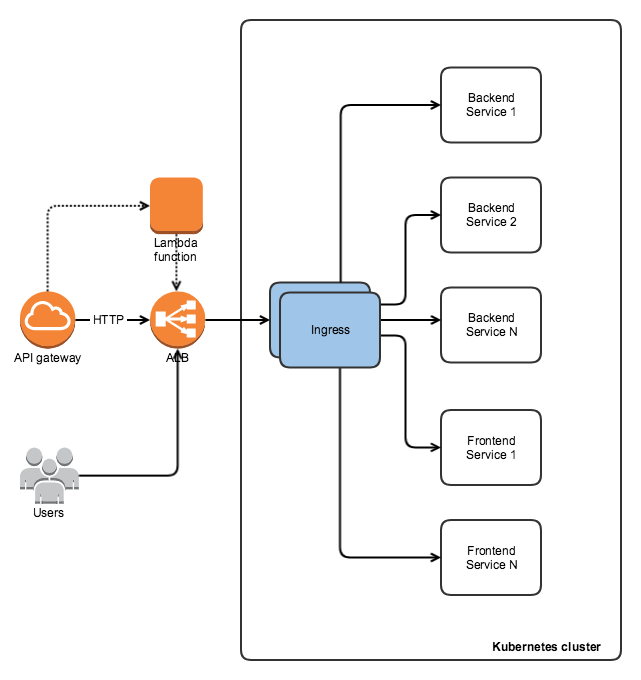 Backend
Service 1
Backend
Service 2
Lambda
function
HTTP
API gateway
ALB
Ingress
Backend
Service N
Frontend
Service 1
Users
Frontend
Service N
Kubernetes cluster